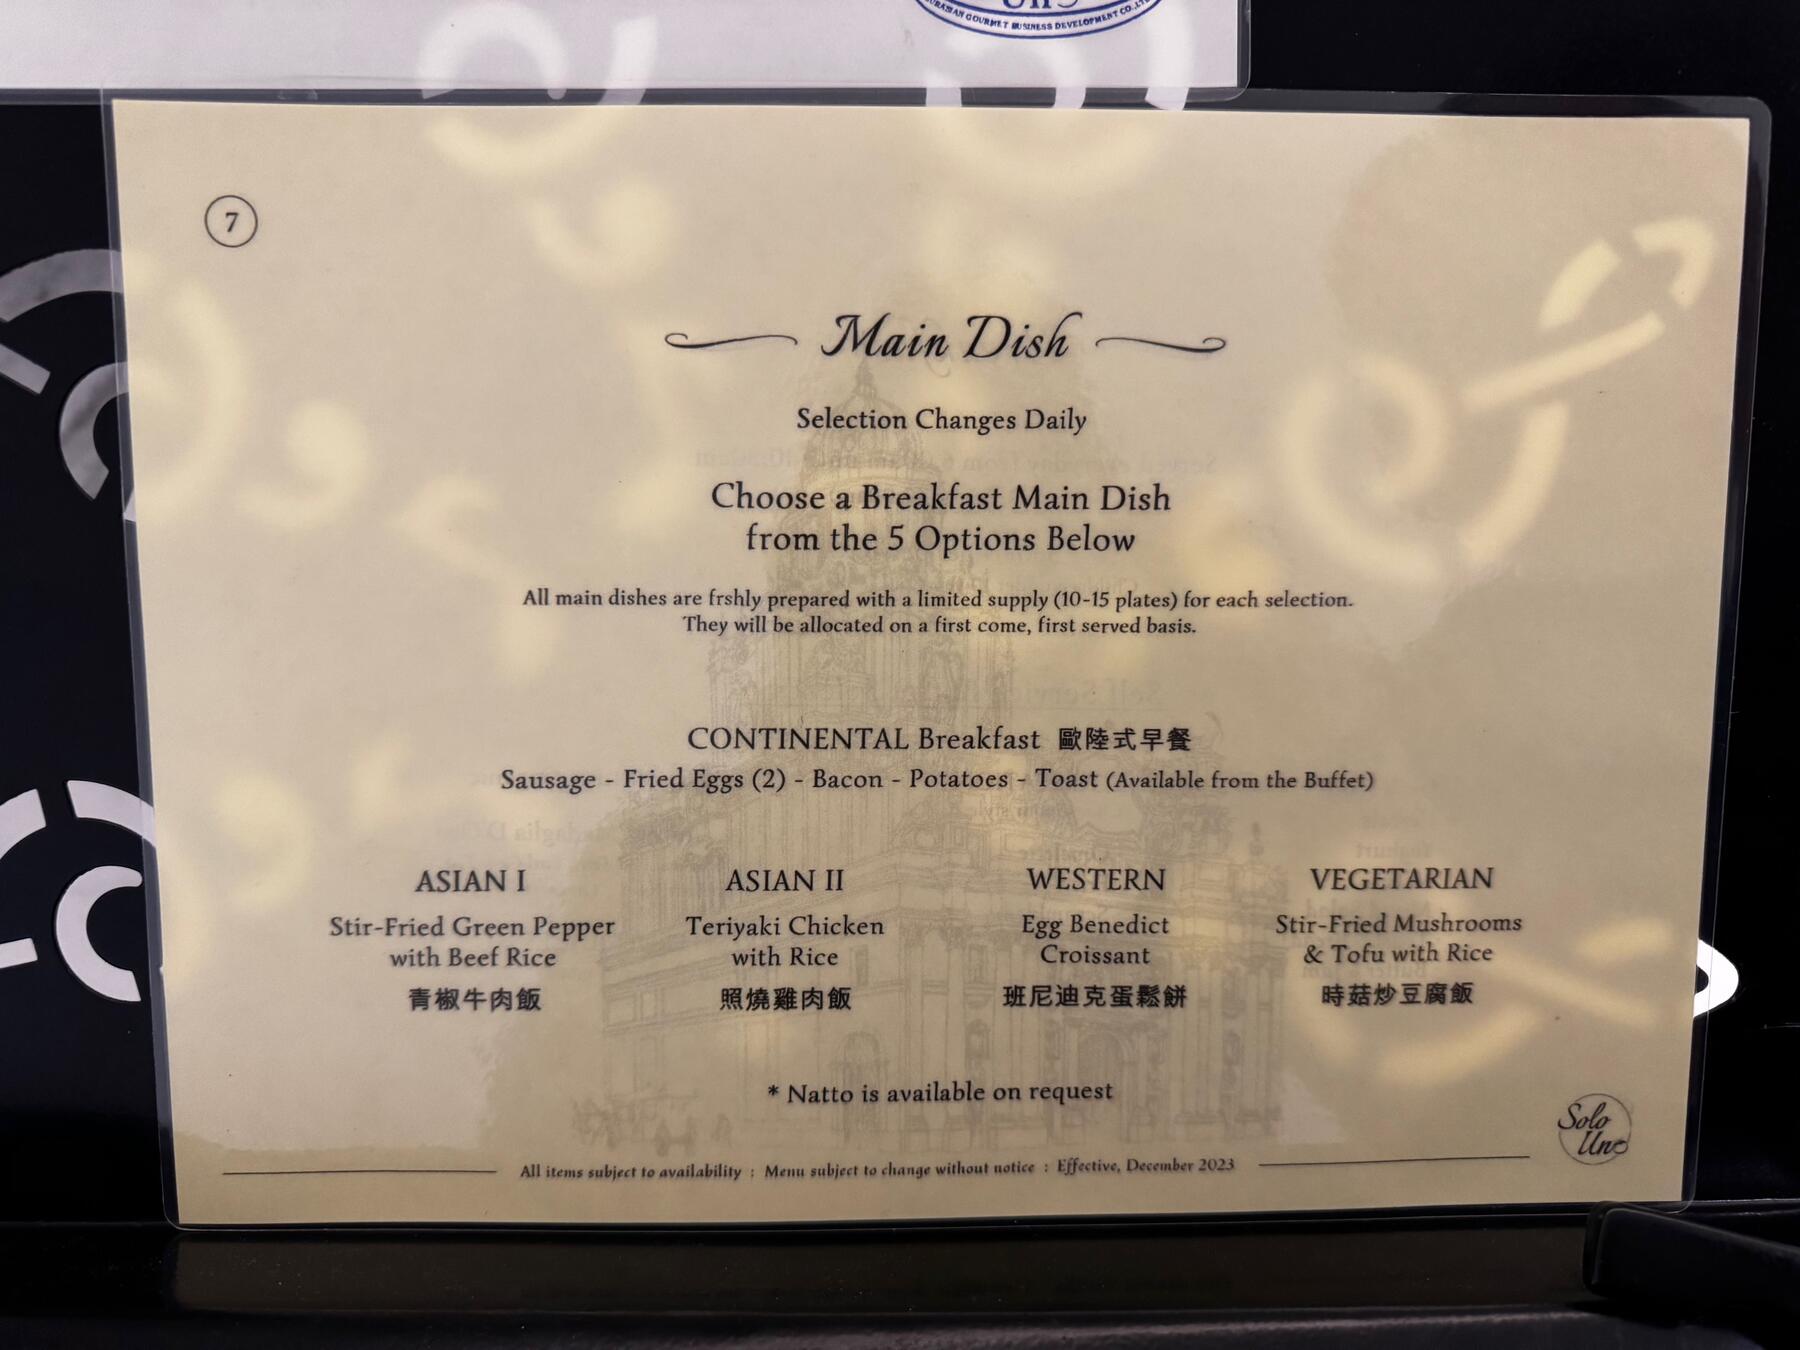 URASIAN GOURMET BUSINESS DEVELOPMENT CO.,LT
7
Main Dish
Selection Changes Daily
Choose a Breakfast Main Dish
from the 5 Options Below
All main dishes are frshly prepared with a limited supply (10-15 plates) for each selection.
They will be allocated on a first come, first served basis.
CONTINENTAL Breakfast 歐陸式早餐
Sausage - Fried Eggs (2) - Bacon - Potatoes - Toast (Available from the Buffet)
ASIAN I
Stir-Fried Green Pepper
with Beef Rice
青椒牛肉飯
ASIAN II
Teriyaki Chicken
with Rice
照燒雞肉飯
WESTERN
Egg Benedict
Croissant
班尼迪克蛋鬆餅
VEGETARIAN
Stir-Fried Mushrooms
& Tofu with Rice
時菇炒豆腐飯
* Natto is available on request
Solo
Uno
All items subject to availability : Menu subject to change without notice : Effective, December 2023